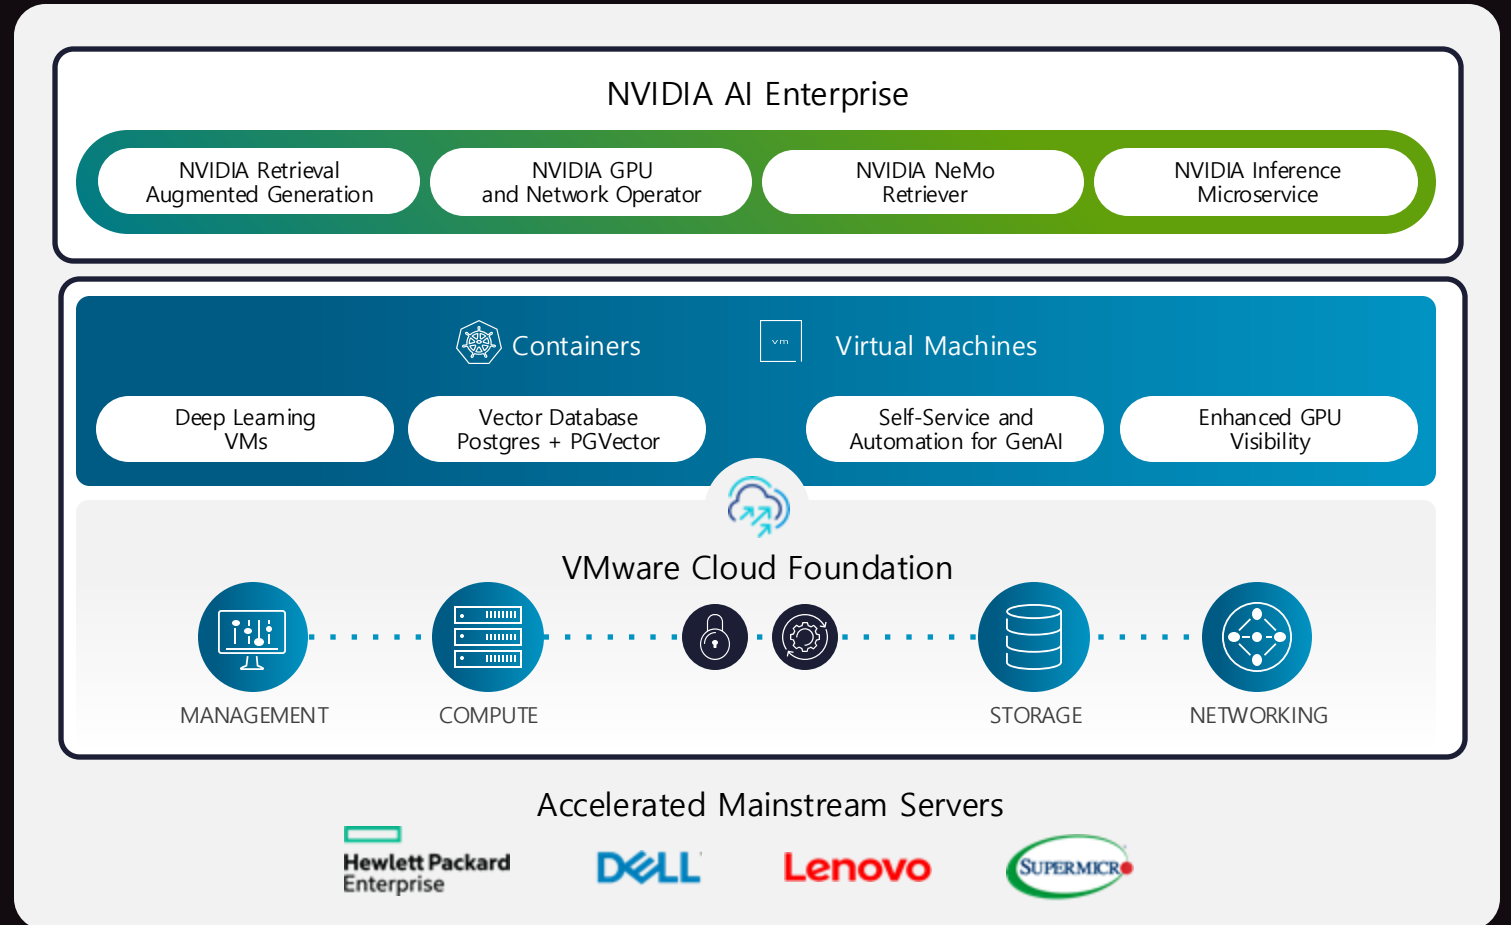 NVIDIA AI Enterprise
NVIDIA Retrieval
Augmented Generation
NVIDIA GPU
and Network Operator
NVIDIA NeMo
Retriever
NVIDIA Inference
Microservice
Containers
vm
Virtual Machines
Deep Learning
VMs
Vector Database
Postgres + PGVector
Self-Service and
Automation for GenAI
Enhanced GPU
Visibility
VMware Cloud Foundation
MANAGEMENT
COMPUTE
STORAGE
NETWORKING
Accelerated Mainstream Servers
Hewlett Packard
Enterprise
DELL
Lenovo
SUPERMICRO